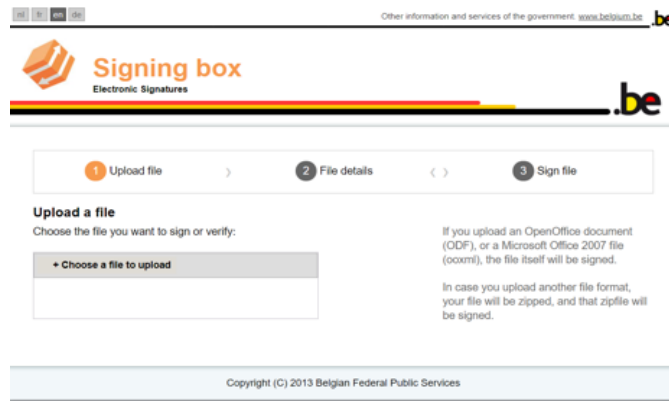 nl fr en de
Other information and services of the government: www.belgium.be .be
Signing box
Electronic Signatures
.be
1 Upload file
2 File details
3 Sign file
Upload a file
Choose the file you want to sign or verify:
+ Choose a file to upload
If you upload an OpenOffice document
(ODF), or a Microsoft Office 2007 file
(ooxml), the file itself will be signed.
In case you upload another file format,
your file will be zipped, and that zipfile will
be signed.
Copyright (C) 2013 Belgian Federal Public Services